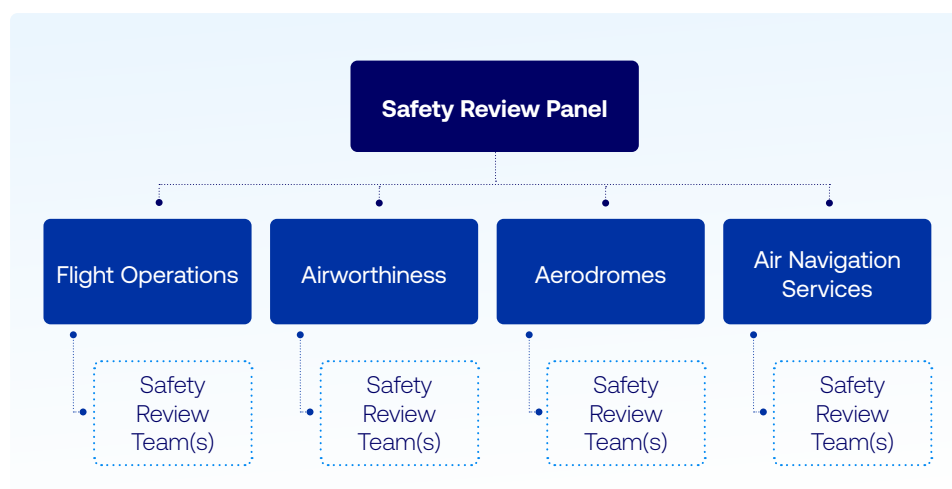 Safety Review Panel
Flight Operations
Airworthiness
Aerodromes
Air Navigation
Services
Safety
Review
Team(s)
Safety
Review
Team(s)
Safety
Review
Team(s)
Safety
Review
Team(s)